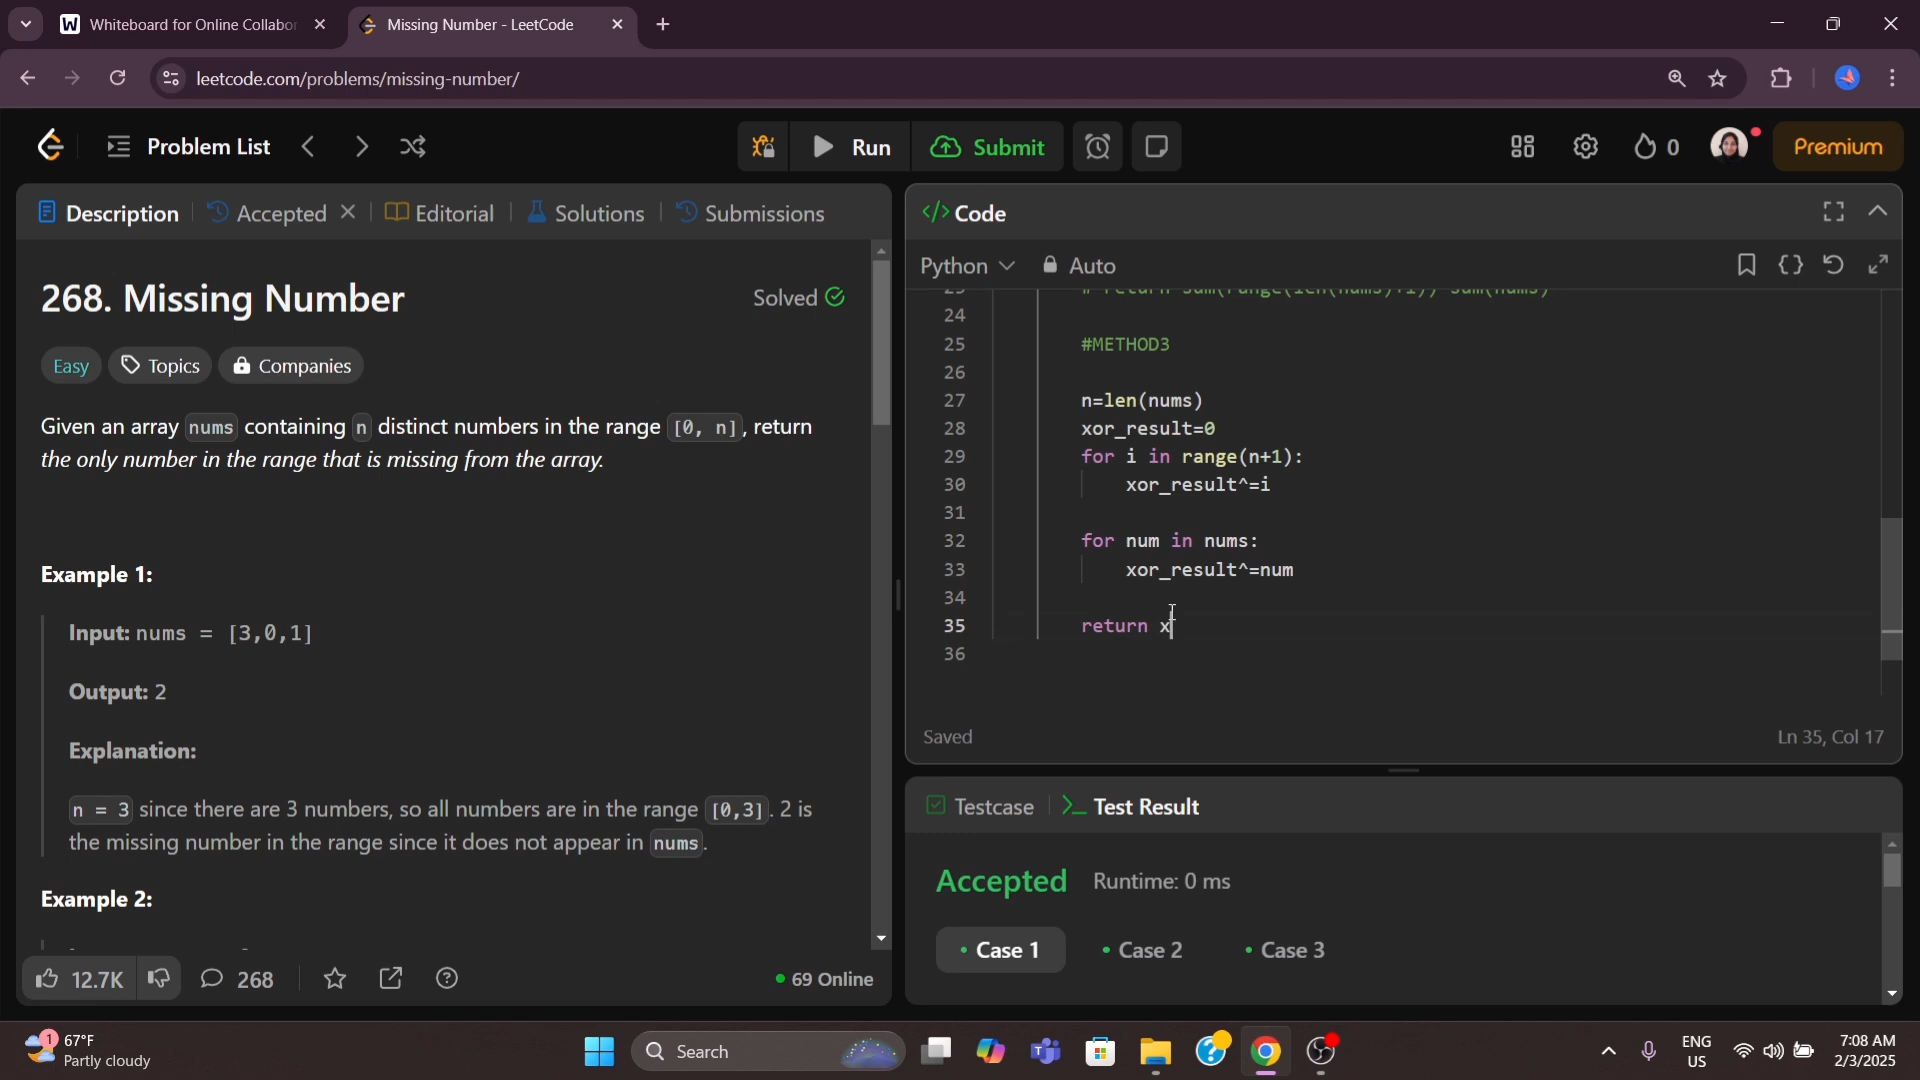 Whiteboard for Online Collabor
Missing Number - LeetCode
leetcode.com/problems/missing-number/
Problem List
Run
Submit
0
Premium
Description
Accepted
Editorial
Solutions
Submissions
268. Missing Number
Solved
Easy
Topics
Companies
Given an array nums containing n distinct numbers in the range [0, n], return
the only number in the range that is missing from the array.
Example 1:
Input: nums = [3,0,1]
Output: 2
Explanation:
n = 3 since there are 3 numbers, so all numbers are in the range [0,3]. 2 is
the missing number in the range since it does not appear in nums.
Example 2:
12.7K
268
69 Online
</> Code
Python
Auto
24
25 #METHOD3
26
27 n=len(nums)
28 xor_result=0
29 for i in range(n+1):
30 xor_result^=i
31
32 for num in nums:
33 xor_result^=num
34
35 return x
36
Saved
Ln 35, Col 17
Testcase
Test Result
Accepted
Runtime: 0 ms
Case 1
Case 2
Case 3
1
67°F
Partly cloudy
Search
ENG
US
7:08 AM
2/3/2025